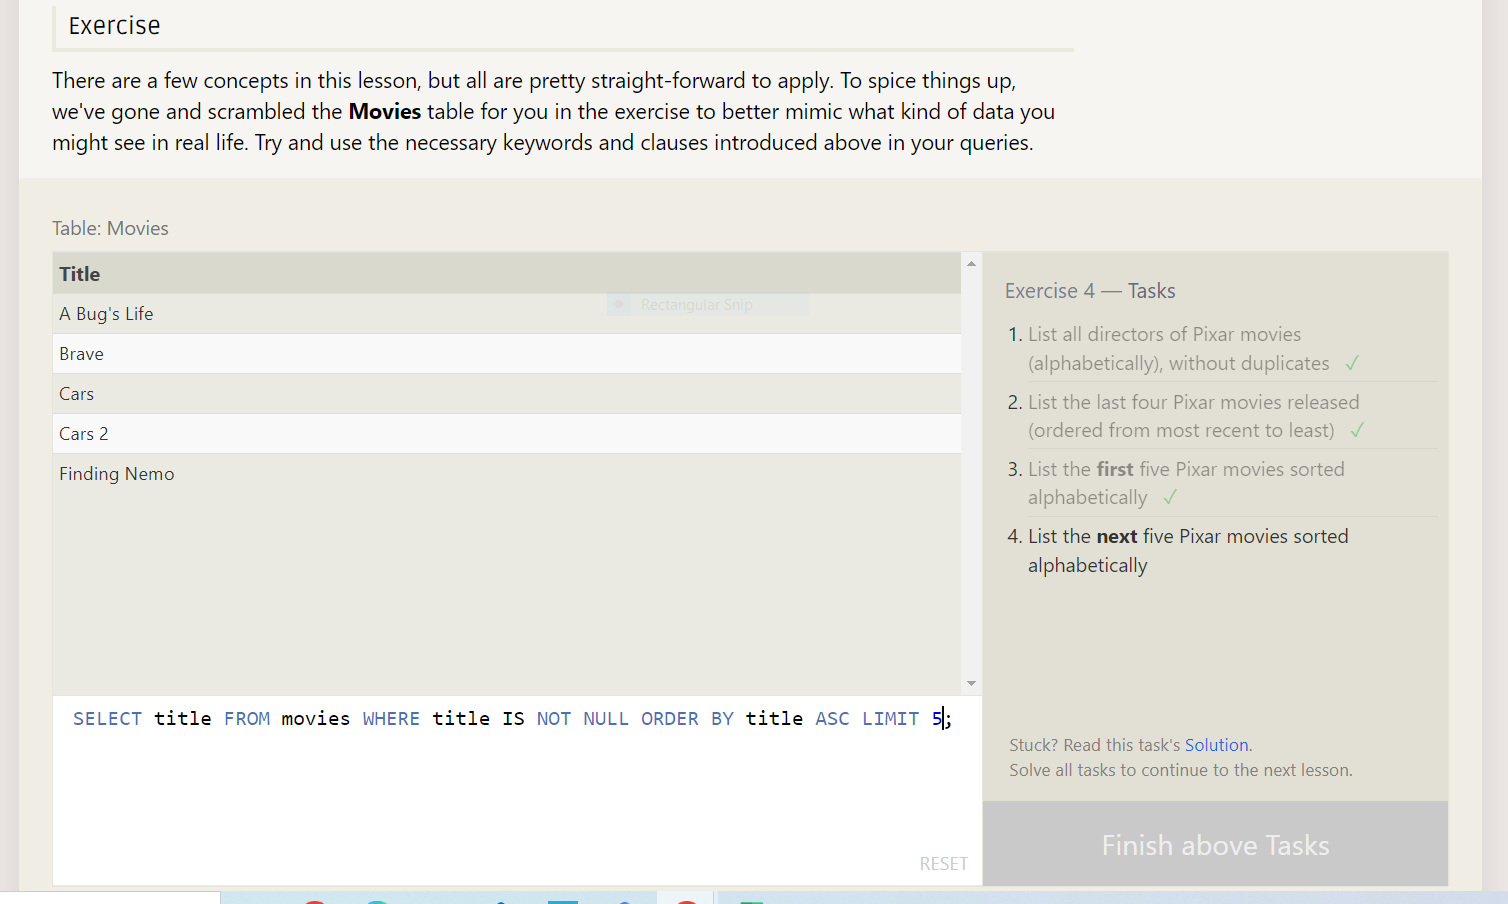 Exercise
There are a few concepts in this lesson, but all are pretty straight-forward to apply. To spice things up,
we've gone and scrambled the Movies table for you in the exercise to better mimic what kind of data you
might see in real life. Try and use the necessary keywords and clauses introduced above in your queries.
Table: Movies
Title
A Bug's Life
Rectangular Snip
Brave
Cars
Cars 2
Finding Nemo
SELECT title FROM movies WHERE title IS NOT NULL ORDER BY title ASC LIMIT 5;
RESET
Exercise 4 — Tasks
1. List all directors of Pixar movies
(alphabetically), without duplicates ✓
2. List the last four Pixar movies released
(ordered from most recent to least) ✓
3. List the first five Pixar movies sorted
alphabetically ✓
4. List the next five Pixar movies sorted
alphabetically
Stuck? Read this task's Solution.
Solve all tasks to continue to the next lesson.
Finish above Tasks